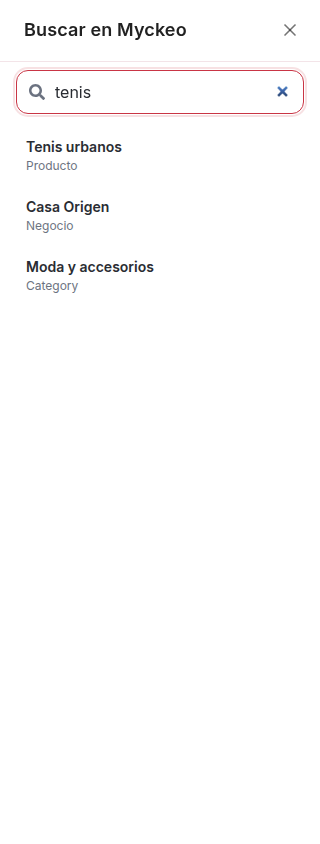 Buscar en Myckeo
tenis
Tenis urbanos
Producto
Casa Origen
Negocio
Moda y accesorios
Category